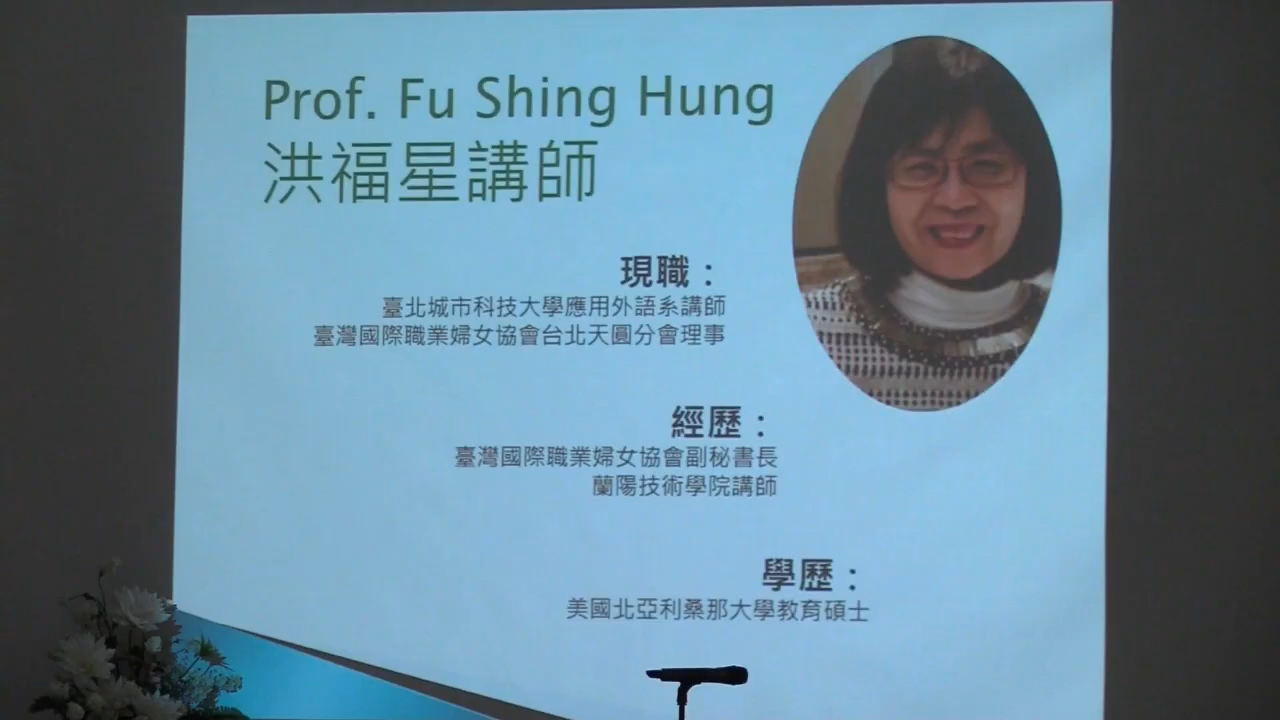 Prof. Fu Shing Hung
洪福星講師
現職：
臺北城市科技大學應用外語系講師
臺灣國際職業婦女協會台北天圓分會理事
經歷：
臺灣國際職業婦女協會副秘書長
蘭陽技術學院講師
學歷：
美國北亞利桑那大學教育碩士